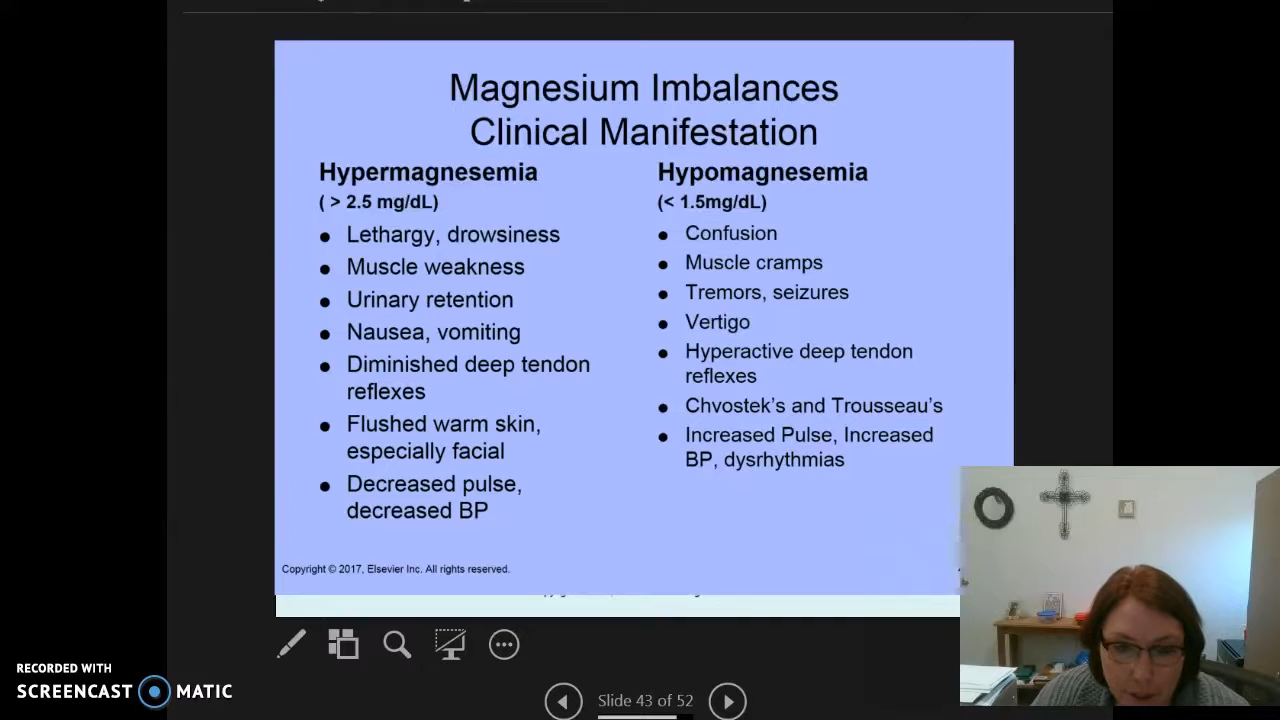 Magnesium Imbalances
Clinical Manifestation
Hypermagnesemia
( > 2.5 mg/dL)
● Lethargy, drowsiness
● Muscle weakness
● Urinary retention
● Nausea, vomiting
● Diminished deep tendon
reflexes
● Flushed warm skin,
especially facial
● Decreased pulse,
decreased BP
Hypomagnesemia
(< 1.5mg/dL)
● Confusion
● Muscle cramps
● Tremors, seizures
● Vertigo
● Hyperactive deep tendon
reflexes
● Chvostek's and Trousseau's
● Increased Pulse, Increased
BP, dysrhythmias
Copyright © 2017, Elsevier Inc. All rights reserved.
RECORDED WITH
SCREENCAST MATIC
Slide 43 of 52